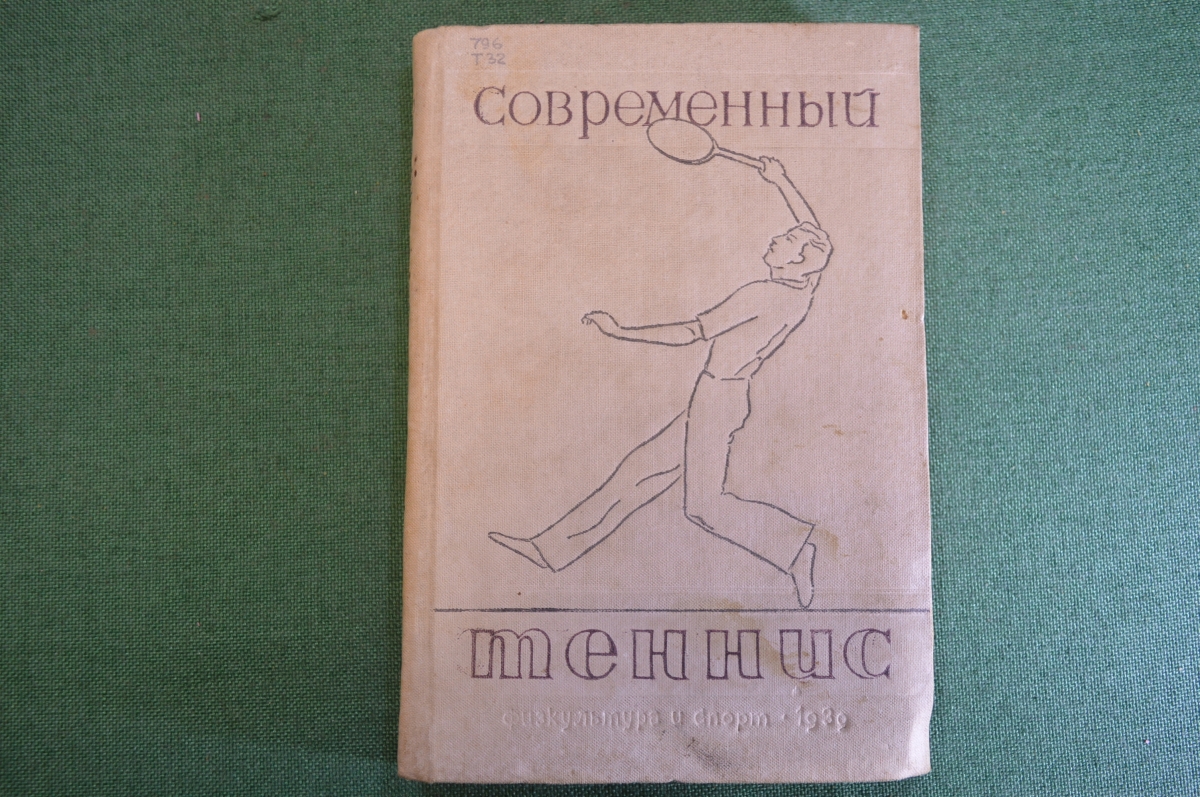 796
Т32
современный
теннис
физкультура и спорт · 1939